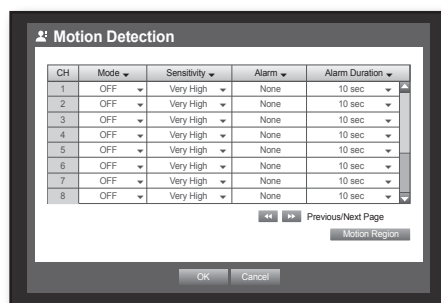 Motion Detection
CH Mode Sensitivity Alarm Alarm Duration
1 OFF Very High None 10 sec
2 OFF Very High None 10 sec
3 OFF Very High None 10 sec
4 OFF Very High None 10 sec
5 OFF Very High None 10 sec
6 OFF Very High None 10 sec
7 OFF Very High None 10 sec
8 OFF Very High None 10 sec
Previous/Next Page
Motion Region
OK Cancel